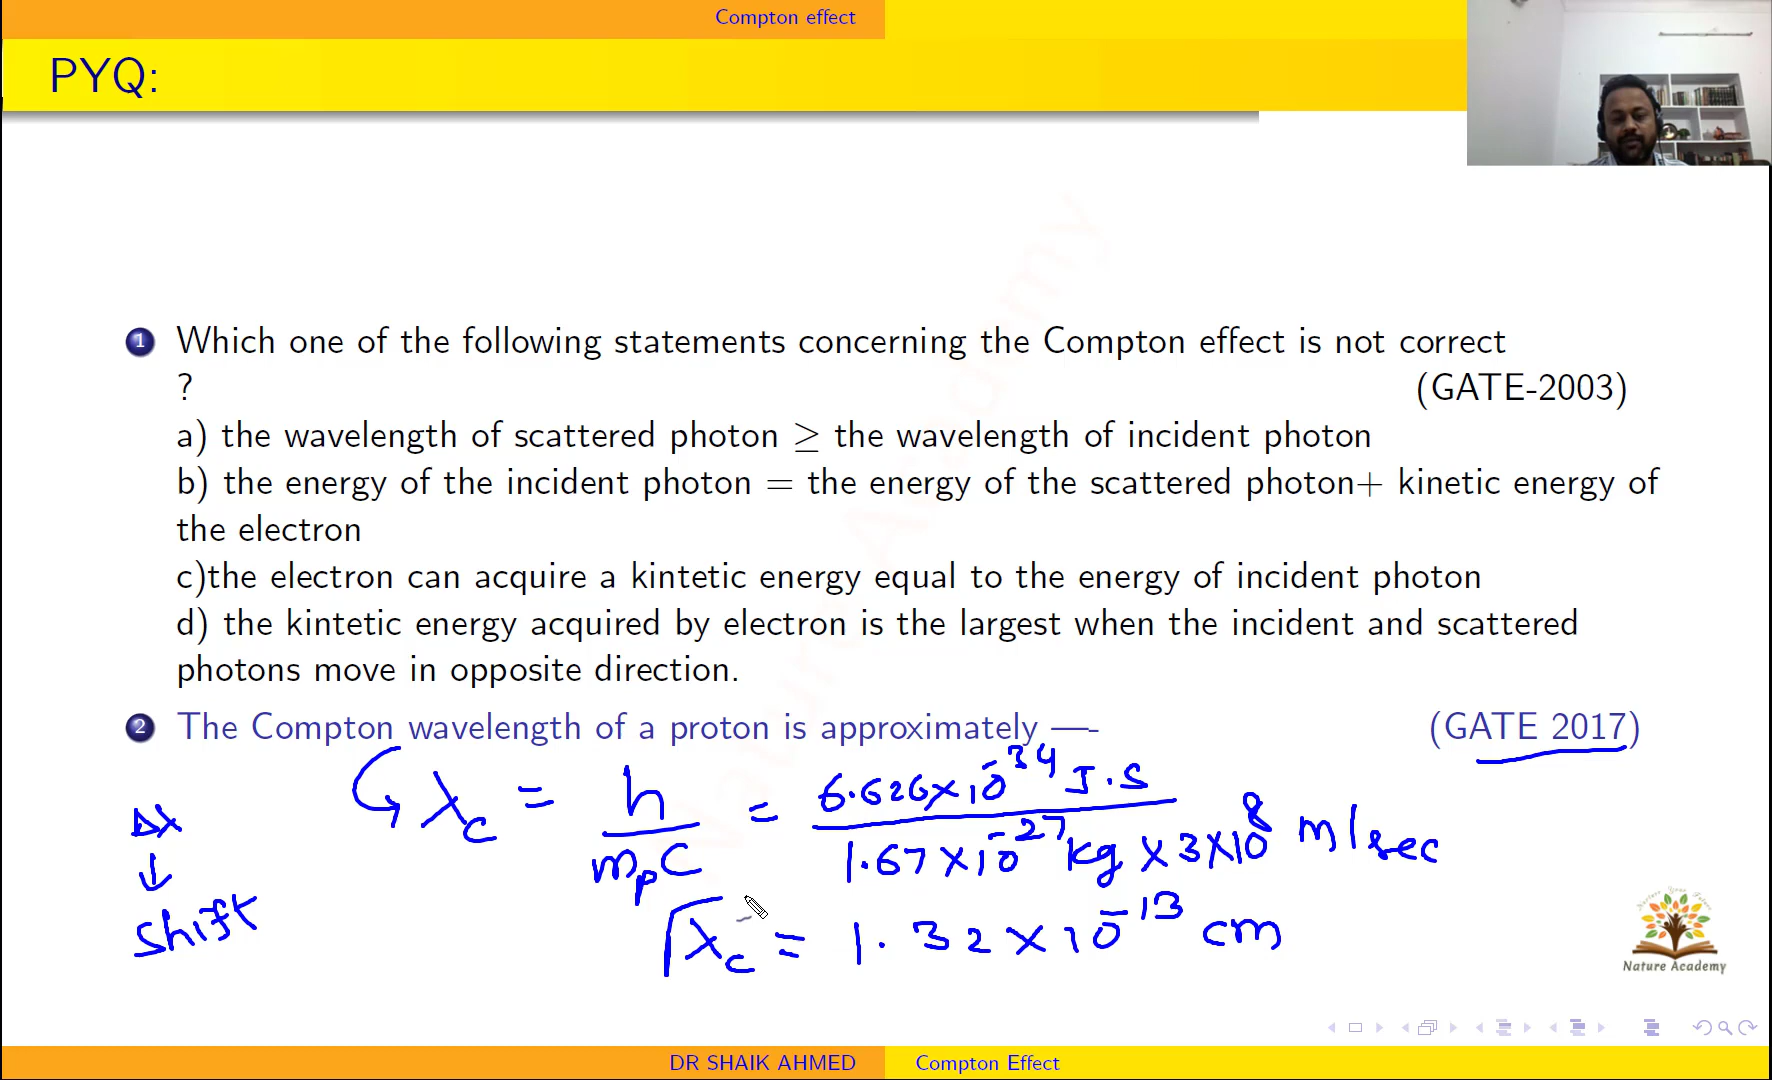 Compton effect
PYQ:
1 Which one of the following statements concerning the Compton effect is not correct
? (GATE-2003)
a) the wavelength of scattered photon ≥ the wavelength of incident photon
b) the energy of the incident photon = the energy of the scattered photon+ kinetic energy of
the electron
c)the electron can acquire a kintetic energy equal to the energy of incident photon
d) the kintetic energy acquired by electron is the largest when the incident and scattered
photons move in opposite direction.
2 The Compton wavelength of a proton is approximately —- (GATE 2017)
λc = h / mpc = 6.626×10^-34 J.S / 1.67×10^-27 kg × 3×10^8 m/sec
Δλ
↓
Shift
λc = 1.32×10^-13 cm
Nature Academy
Nature Academy
DR SHAIK AHMED Compton Effect